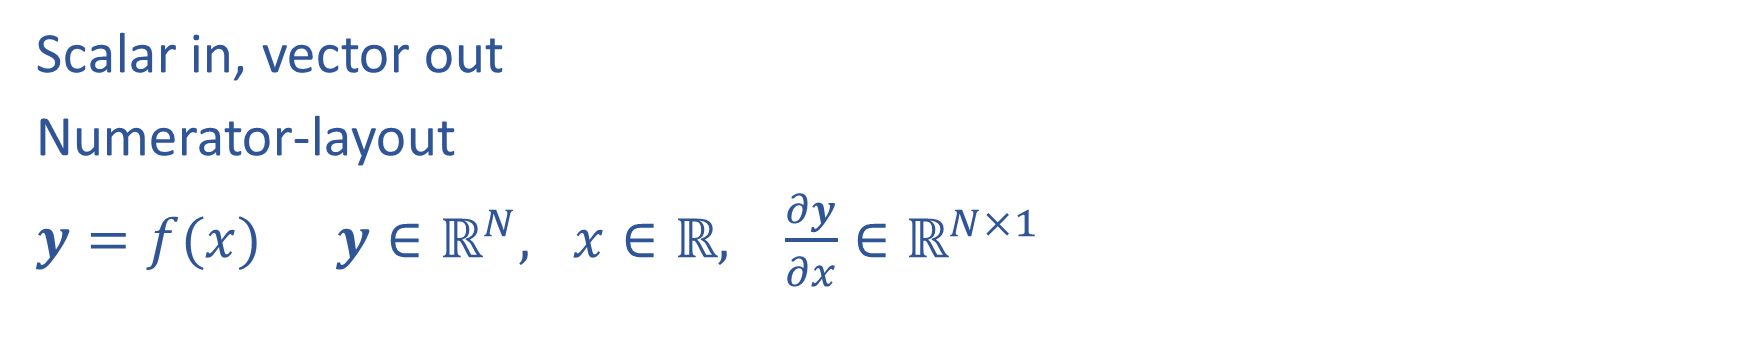 Scalar in, vector out
Numerator-layout
𝒚 = 𝑓(𝑥) 𝒚 ∈ ℝ^𝑁, 𝑥 ∈ ℝ, ∂𝒚/∂𝑥 ∈ ℝ^{𝑁×1}